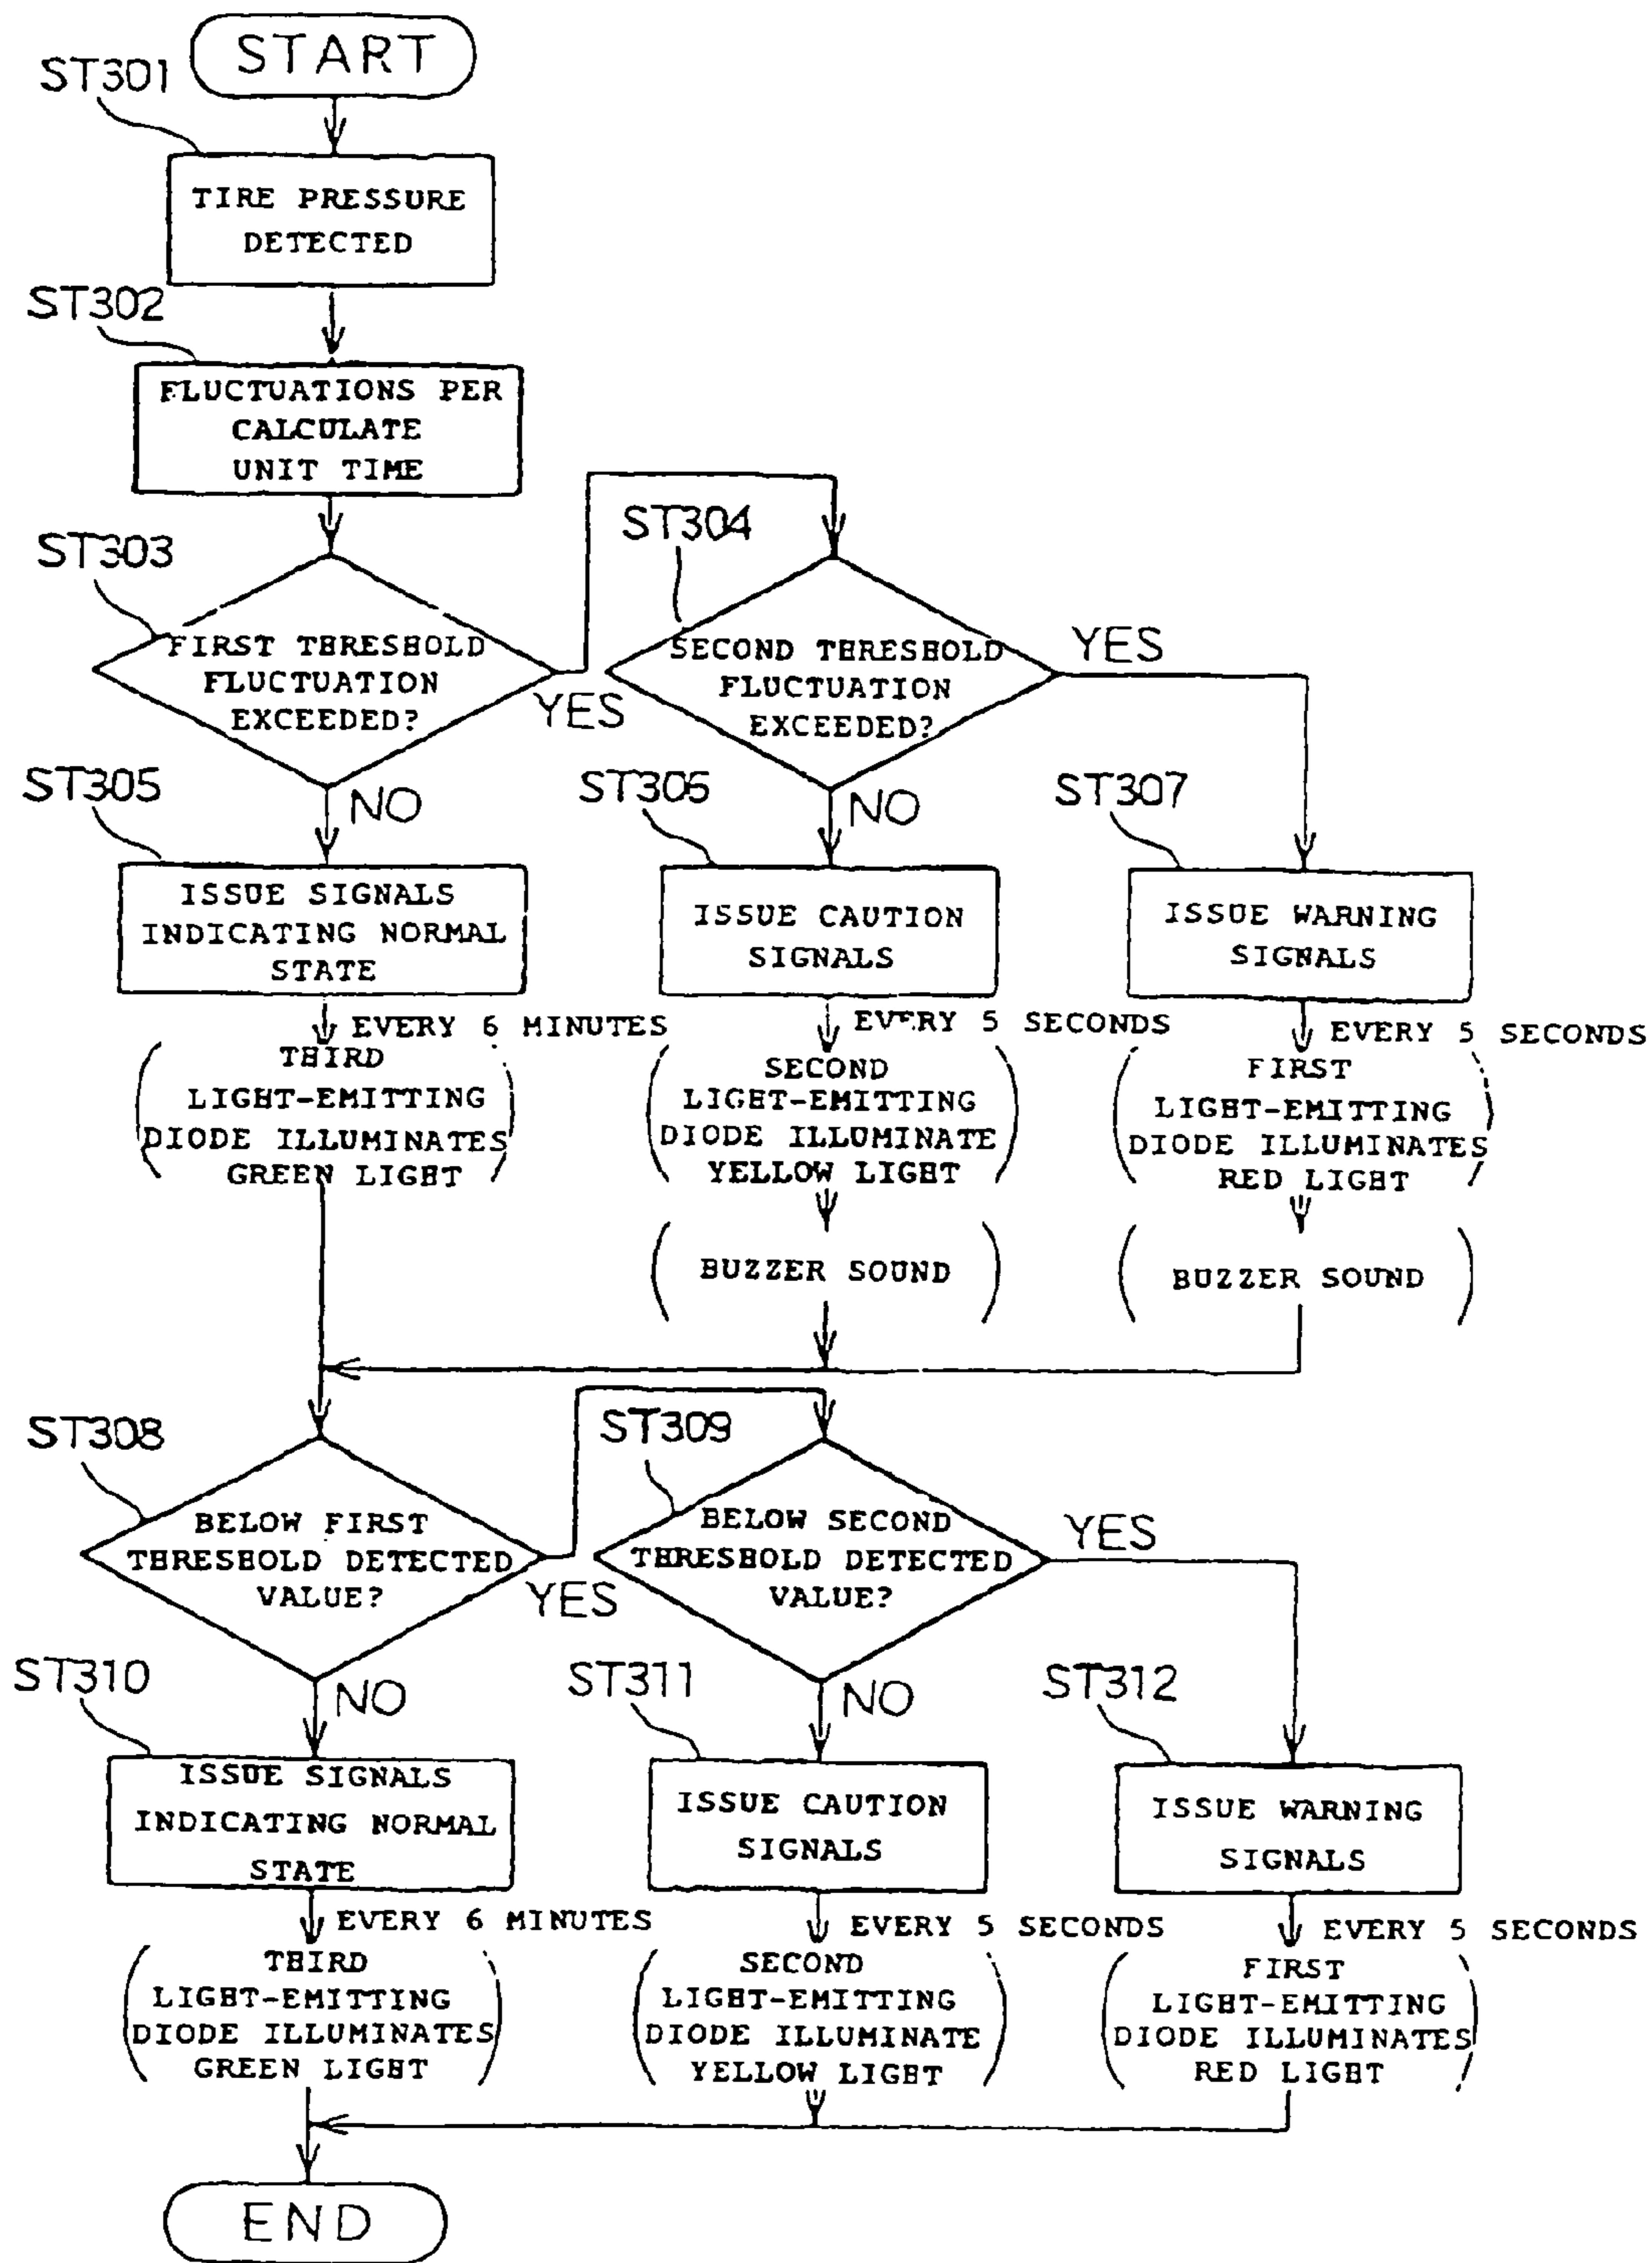 START
ST301
TIRE PRESSURE
DETECTED
ST302
FLUCTUATIONS PER
CALCULATE
UNIT TIME
ST303
FIRST THRESHOLD
FLUCTUATION
EXCEEDED?
YES
NO
ST304
SECOND THRESHOLD
FLUCTUATION
EXCEEDED?
YES
NO
ST305
ISSUE SIGNALS
INDICATING NORMAL
STATE
EVERY 6 MINUTES
THIRD
LIGHT-EMITTING
DIODE ILLUMINATES
GREEN LIGHT
ST306
ISSUE CAUTION
SIGNALS
EVERY 5 SECONDS
SECOND
LIGHT-EMITTING
DIODE ILLUMINATE
YELLOW LIGHT
BUZZER SOUND
ST307
ISSUE WARNING
SIGNALS
EVERY 5 SECONDS
FIRST
LIGHT-EMITTING
DIODE ILLUMINATES
RED LIGHT
BUZZER SOUND
ST308
BELOW FIRST
THRESHOLD DETECTED
VALUE?
YES
NO
ST309
BELOW SECOND
THRESHOLD DETECTED
VALUE?
YES
NO
ST310
ISSUE SIGNALS
INDICATING NORMAL
STATE
EVERY 6 MINUTES
THIRD
LIGHT-EMITTING
DIODE ILLUMINATES
GREEN LIGHT
ST311
ISSUE CAUTION
SIGNALS
EVERY 5 SECONDS
SECOND
LIGHT-EMITTING
DIODE ILLUMINATE
YELLOW LIGHT
ST312
ISSUE WARNING
SIGNALS
EVERY 5 SECONDS
FIRST
LIGHT-EMITTING
DIODE ILLUMINATES
RED LIGHT
END